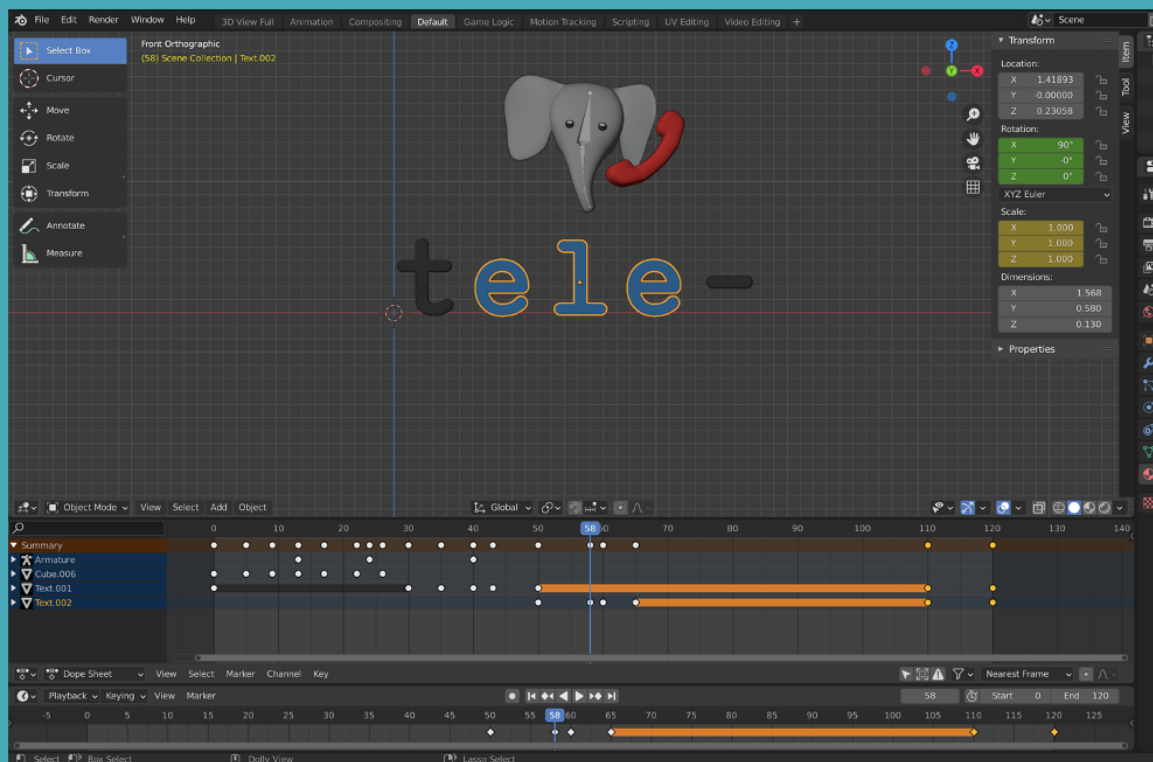 File Edit Render Window Help 3D View Full Animation Compositing Default Game Logic Motion Tracking Scripting UV Editing Video Editing + Scene
Select Box
Cursor
Move
Rotate
Scale
Transform
Annotate
Measure
Front Orthographic
(58) Scene Collection | Text.002
Z
Y
X
Transform
Location:
X 1.41893
Y -0.00000
Z 0.23058
Rotation:
X 90°
Y -0°
Z 0°
XYZ Euler
Scale:
X 1.000
Y 1.000
Z 1.000
Dimensions:
X 1.568
Y 0.580
Z 0.130
Properties
Item
Tool
View
tele-
Object Mode View Select Add Object Global
0 10 20 30 40 50 58 70 80 90 100 110 120 130 140
Summary
Armature
Cube.006
Text.001
Text.002
Dope Sheet View Select Marker Channel Key Nearest Frame
Playback Keying View Marker 58 Start 0 End 120
-5 0 5 10 15 20 25 30 35 40 45 50 58 60 65 70 75 80 85 90 95 100 105 110 115 120 125
Select Box Select Dolly View Lasso Select